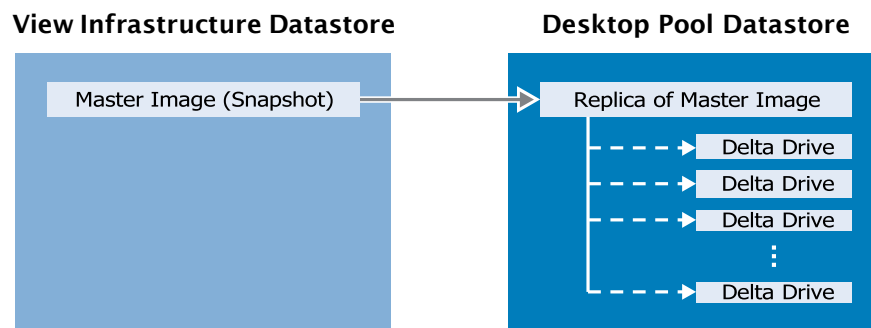 View Infrastructure Datastore
Desktop Pool Datastore
Master Image (Snapshot)
Replica of Master Image
Delta Drive
Delta Drive
Delta Drive
Delta Drive